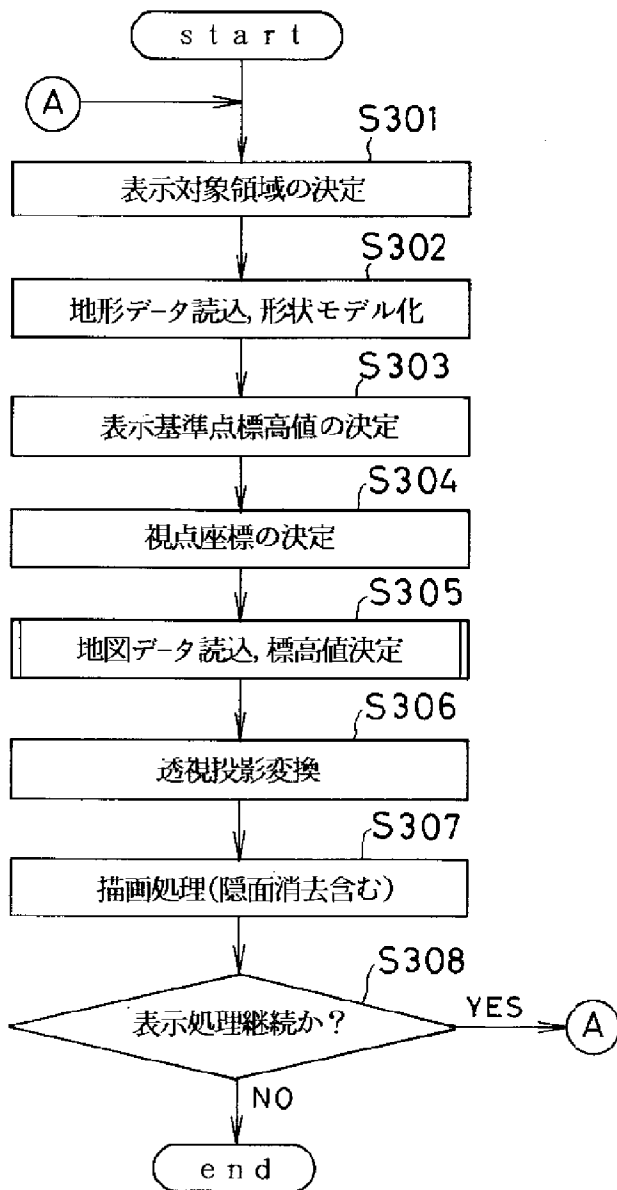 start
A
S301
表示対象領域の決定
S302
地形データ読込,形状モデル化
S303
表示基準点標高値の決定
S304
視点座標の決定
S305
地図データ読込,標高値決定
S306
透視投影変換
S307
描画処理(隠面消去含む)
S308
表示処理継続か?
YES
A
NO
end